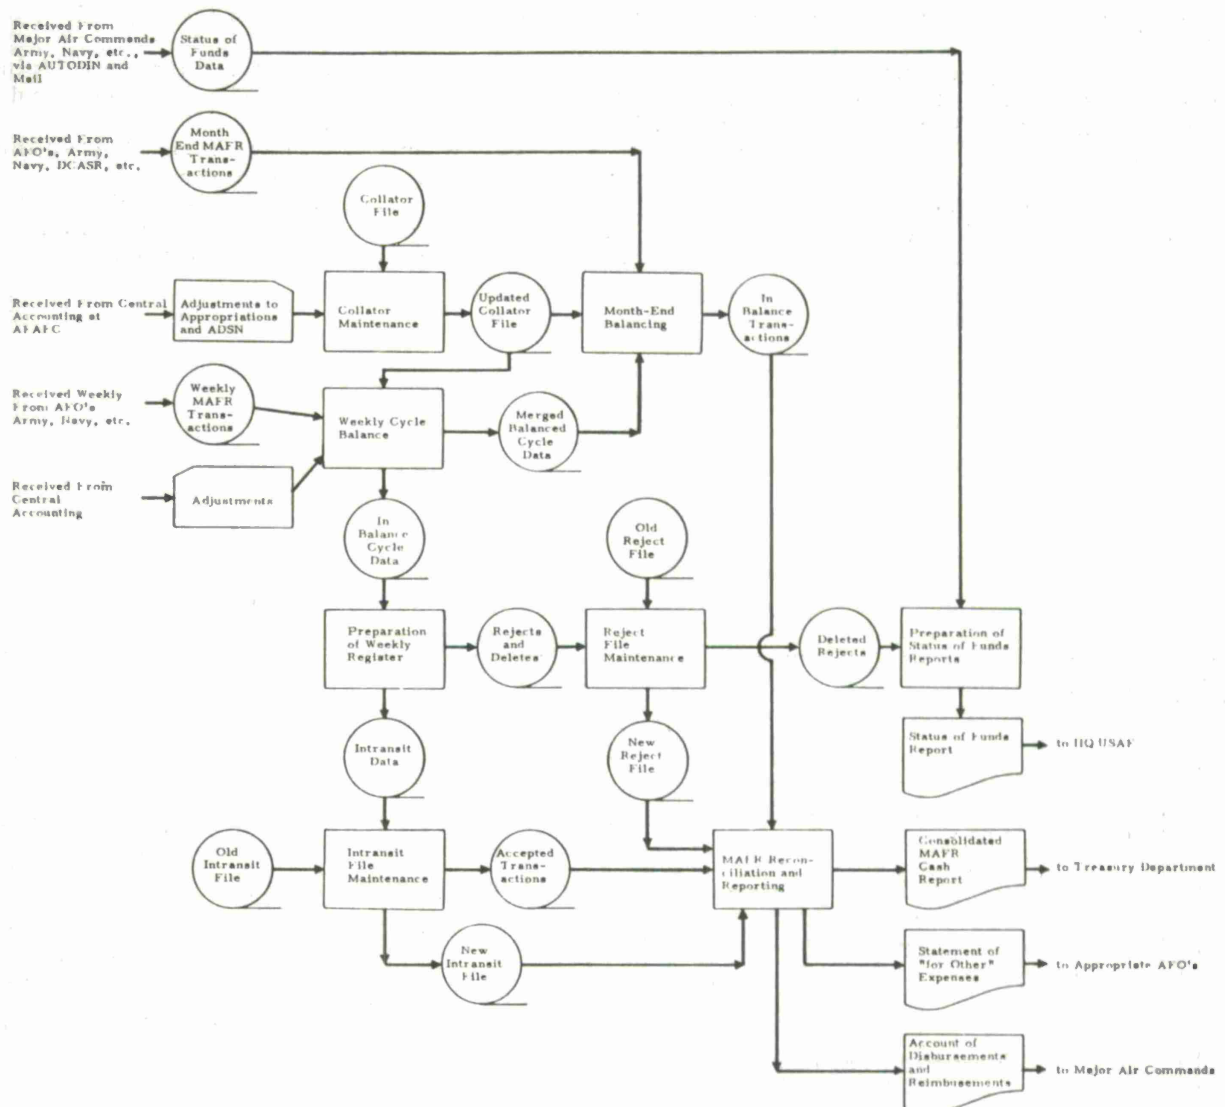 Received From
Major Air Commands
Army, Navy, etc.,
via AUTODIN and
Mail
Status of
Funds
Data
Received From
AFO's, Army,
Navy, DCASR, etc.
Month
End MAFR
Trans-
actions
Collator
File
Received From Central
Accounting at
AFAFC
Adjustments to
Appropriations
and ADSN
Collator
Maintenance
Updated
Collator
File
Month-End
Balancing
In
Balance
Trans-
actions
Received Weekly
From AFO's
Army, Navy, etc.
Weekly
MAFR
Trans-
actions
Weekly Cycle
Balance
Merged
Balanced
Cycle
Data
Received From
Central
Accounting
Adjustments
In
Balance
Cycle
Data
Old
Reject
File
Preparation
of Weekly
Register
Rejects
and
Deletes
Reject
File
Maintenance
Deleted
Rejects
Preparation of
Status of Funds
Reports
Intransit
Data
New
Reject
File
Status of Funds
Report
to HQ USAF
Old
Intransit
File
Intransit
File
Maintenance
Accepted
Trans-
actions
MAFR Recon-
ciliation and
Reporting
Consolidated
MAFR
Cash
Report
to Treasury Department
New
Intransit
File
Statement of
"for Other"
Expenses
to Appropriate AFO's
Account of
Disbursements
and
Reimbusements
to Major Air Commands